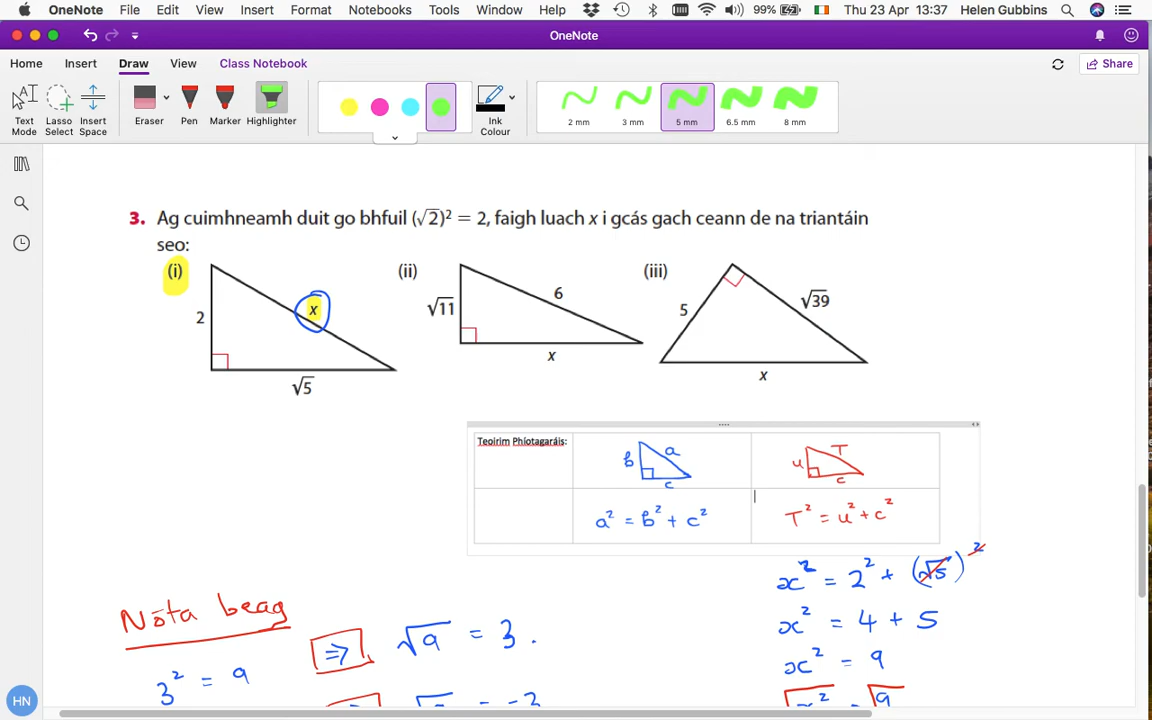 OneNote File Edit View Insert Format Notebooks Tools Window Help 99% Thu 23 Apr 13:37 Helen Gubbins
OneNote
Home Insert Draw View Class Notebook Share
Text Mode
Lasso Select
Insert Space
Eraser
Pen
Marker
Highlighter
Ink Colour
2 mm 3 mm 5 mm 6.5 mm 8 mm
3. Ag cuimhneamh duit go bhfuil (√2)² = 2, faigh luach x i gcás gach ceann de na triantáin
seo:
(i) 2 x √5
(ii) √11 6 x
(iii) 5 √39 x
Teoirim Phíotagaráis:
b a c
u T c
a² = b² + c²
T² = u² + c²
x² = 2² + (√5)²
x² = 4 + 5
x² = 9
√x² = √9
Nóta beag
3² = 9 ⇒ √9 = 3.
= -3
HN